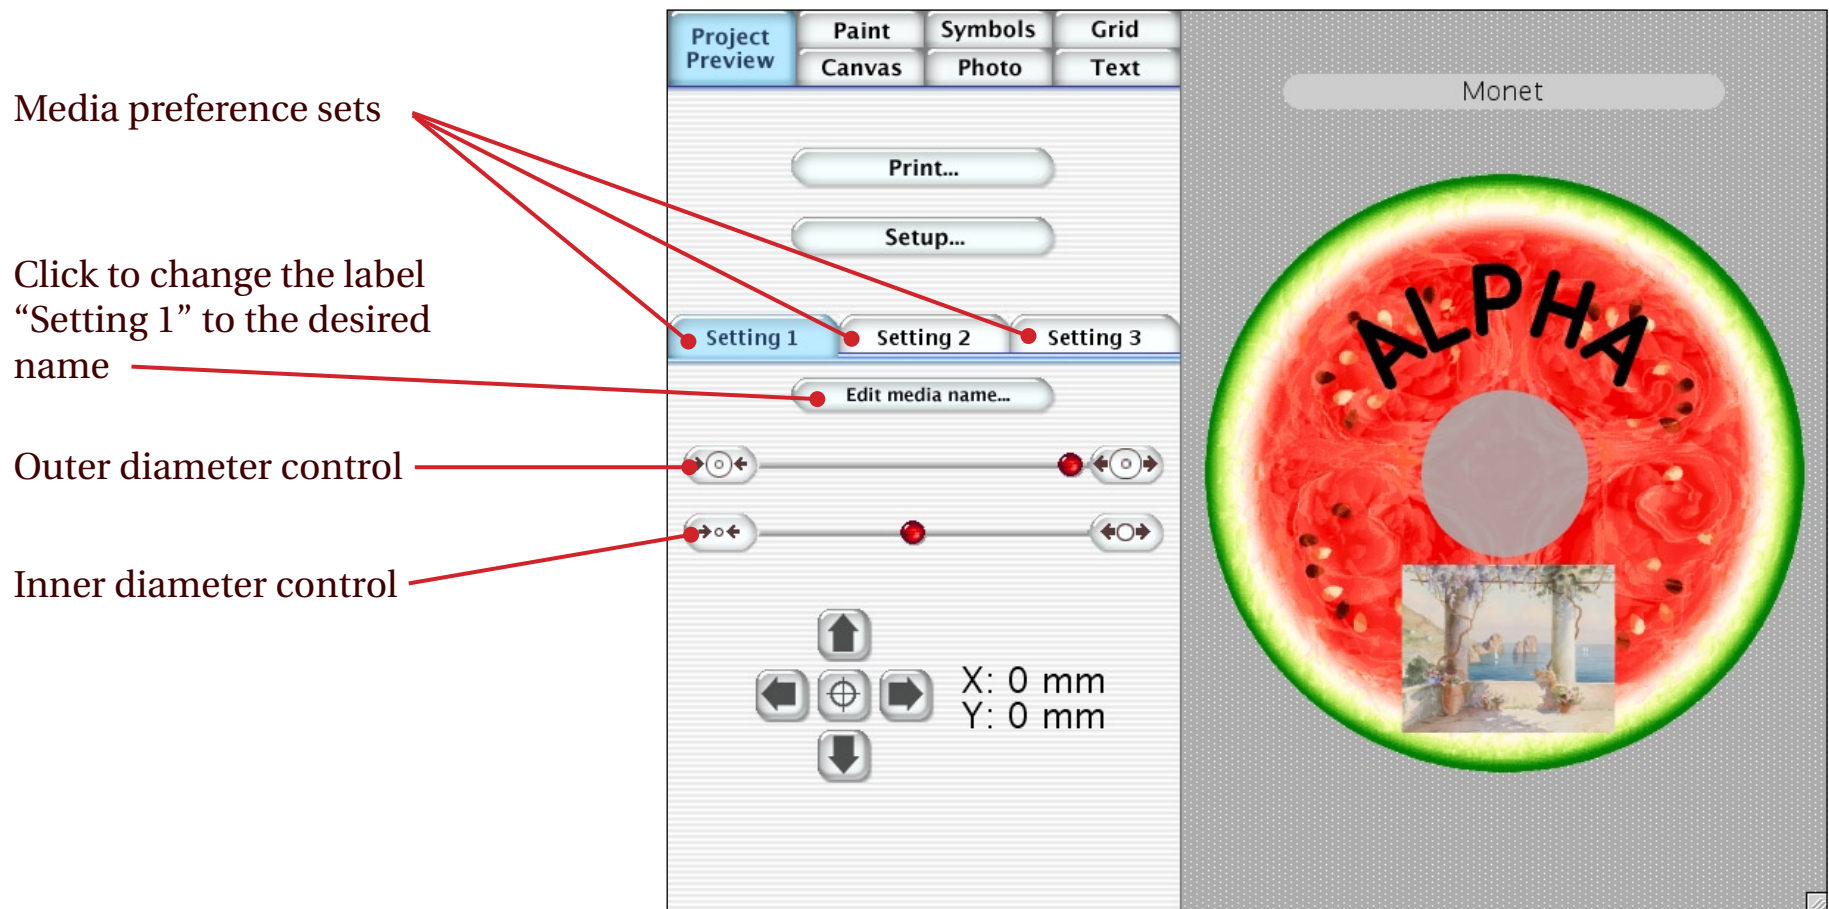 Media preference sets
Click to change the label
“Setting 1” to the desired
name
Outer diameter control
Inner diameter control
Project
Preview
Paint
Symbols
Grid
Canvas
Photo
Text
Print...
Setup...
Setting 1
Setting 2
Setting 3
Edit media name...
X: 0 mm
Y: 0 mm
Monet
ALPHA